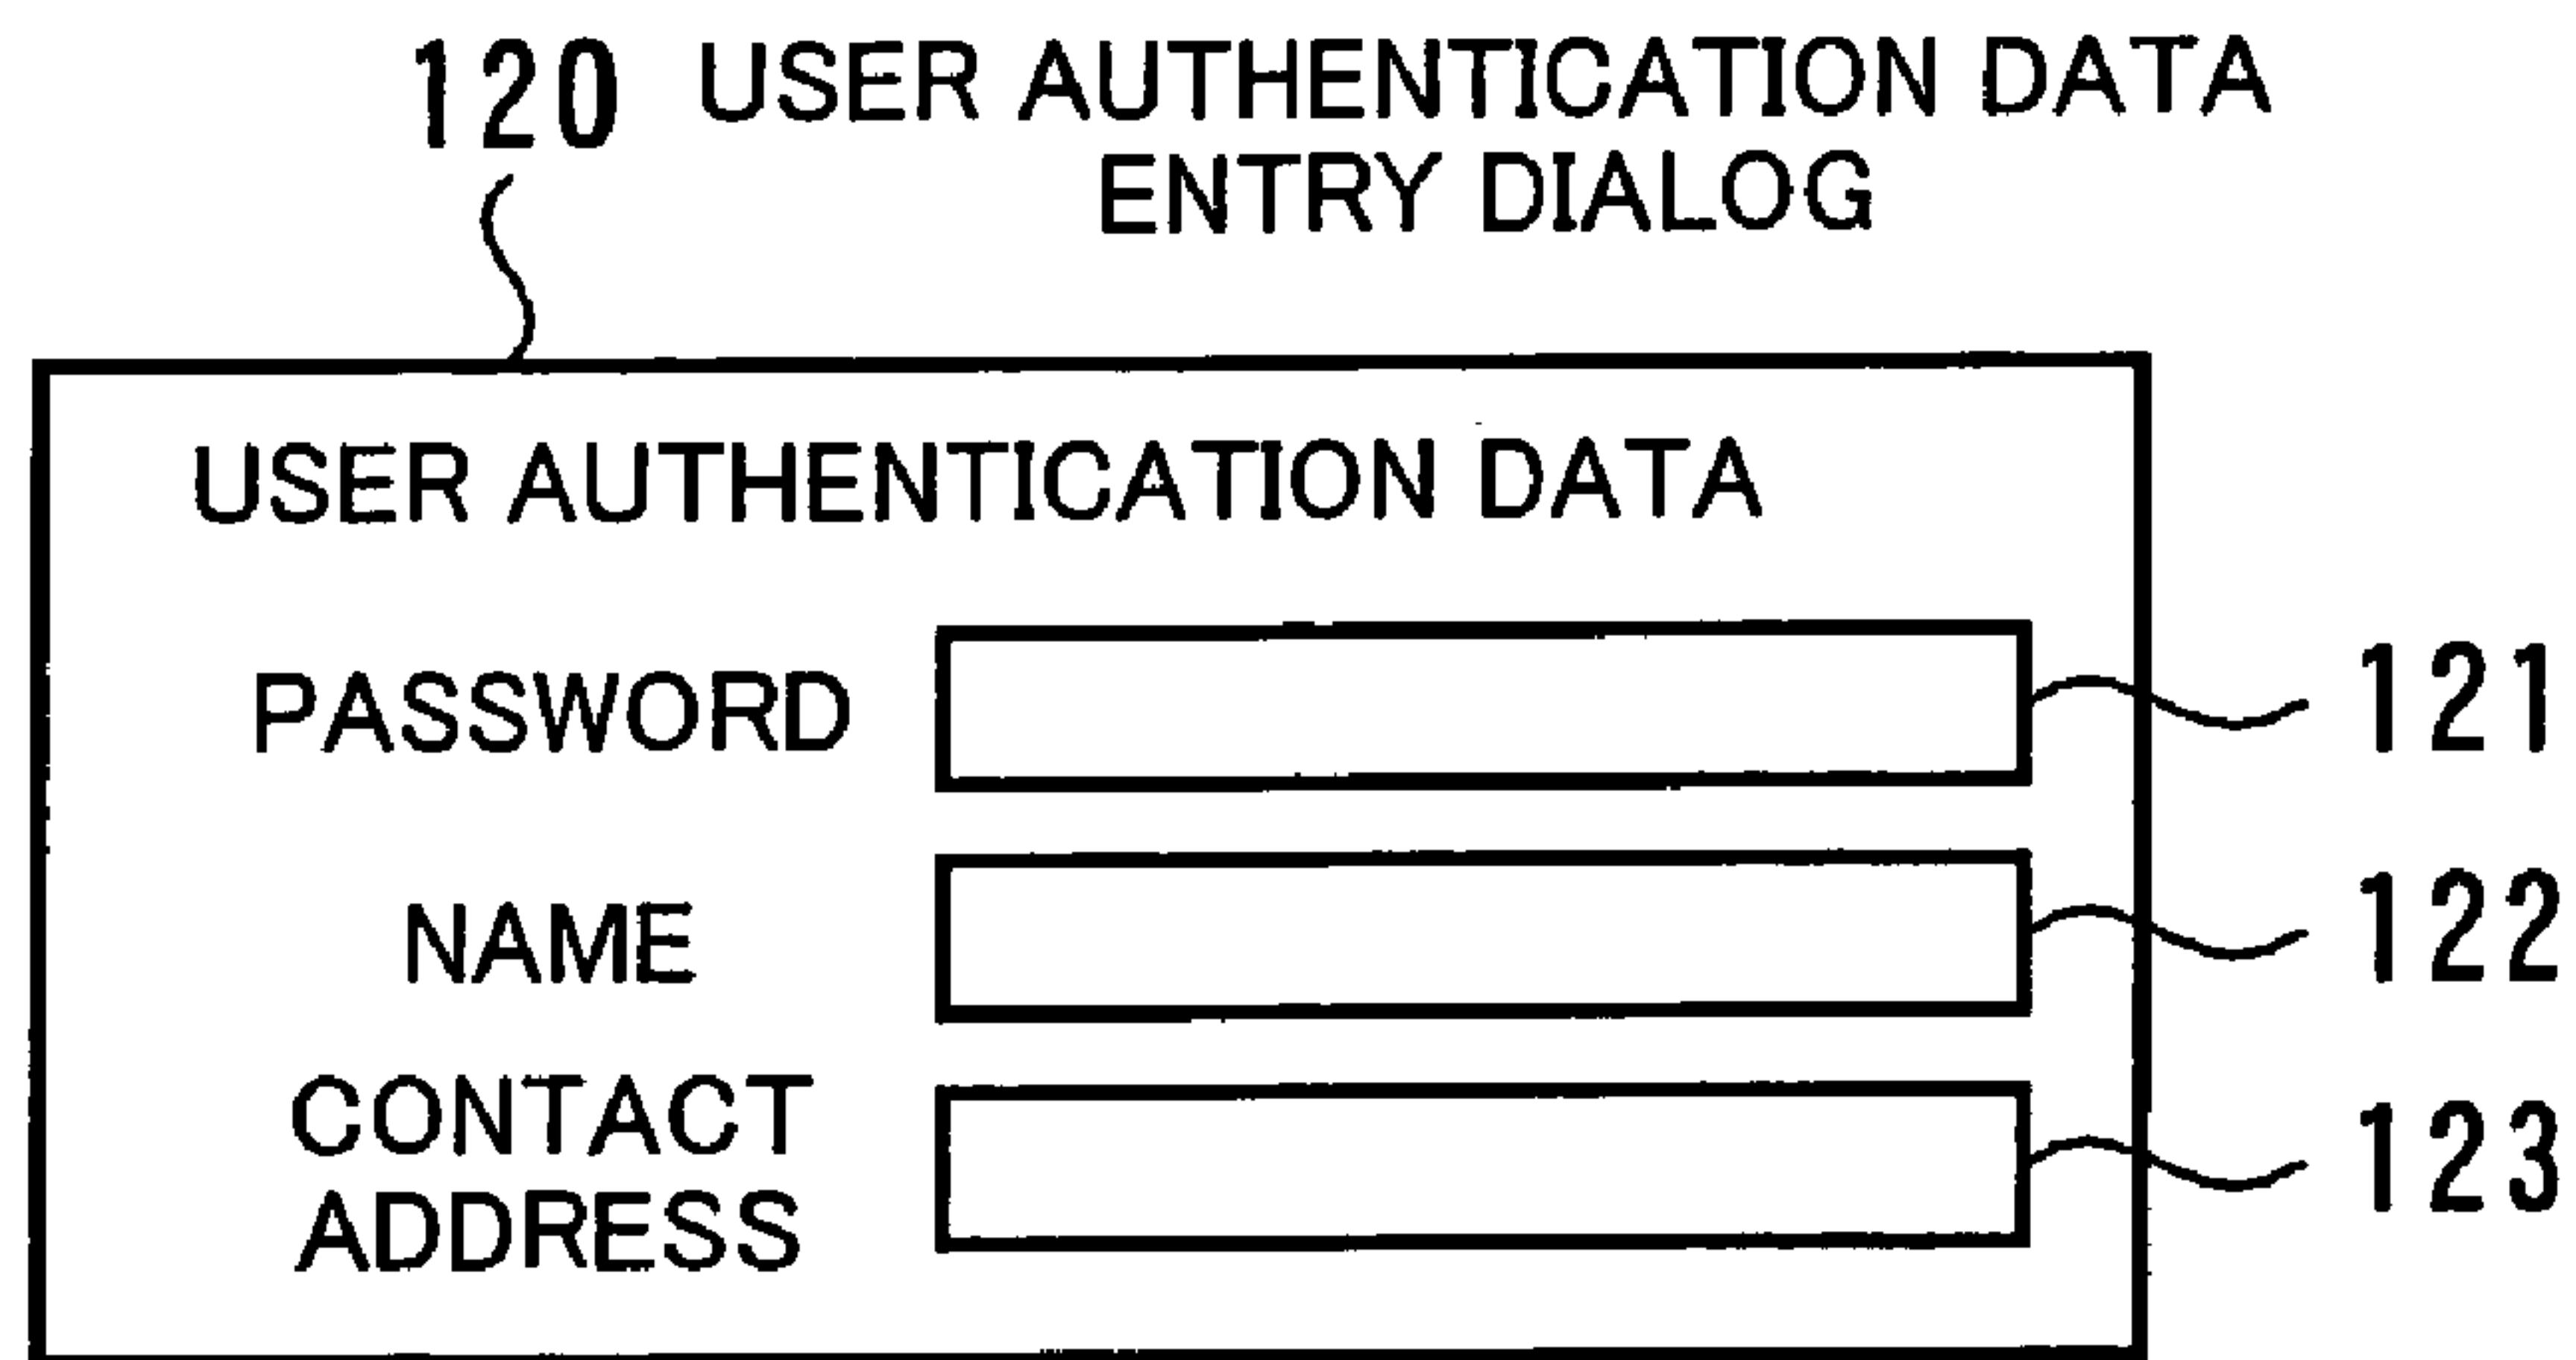 120 USER AUTHENTICATION DATA
ENTRY DIALOG
USER AUTHENTICATION DATA
PASSWORD 121
NAME 122
CONTACT
ADDRESS 123